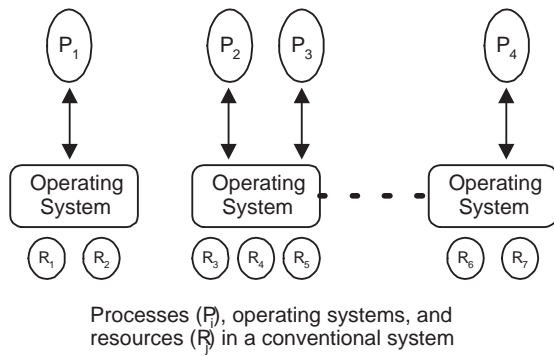 P1 P2 P3 P4
Operating System Operating System Operating System
R1 R2 R3 R4 R5 R6 R7
Processes (Pi), operating systems, and
resources (Rj) in a conventional system